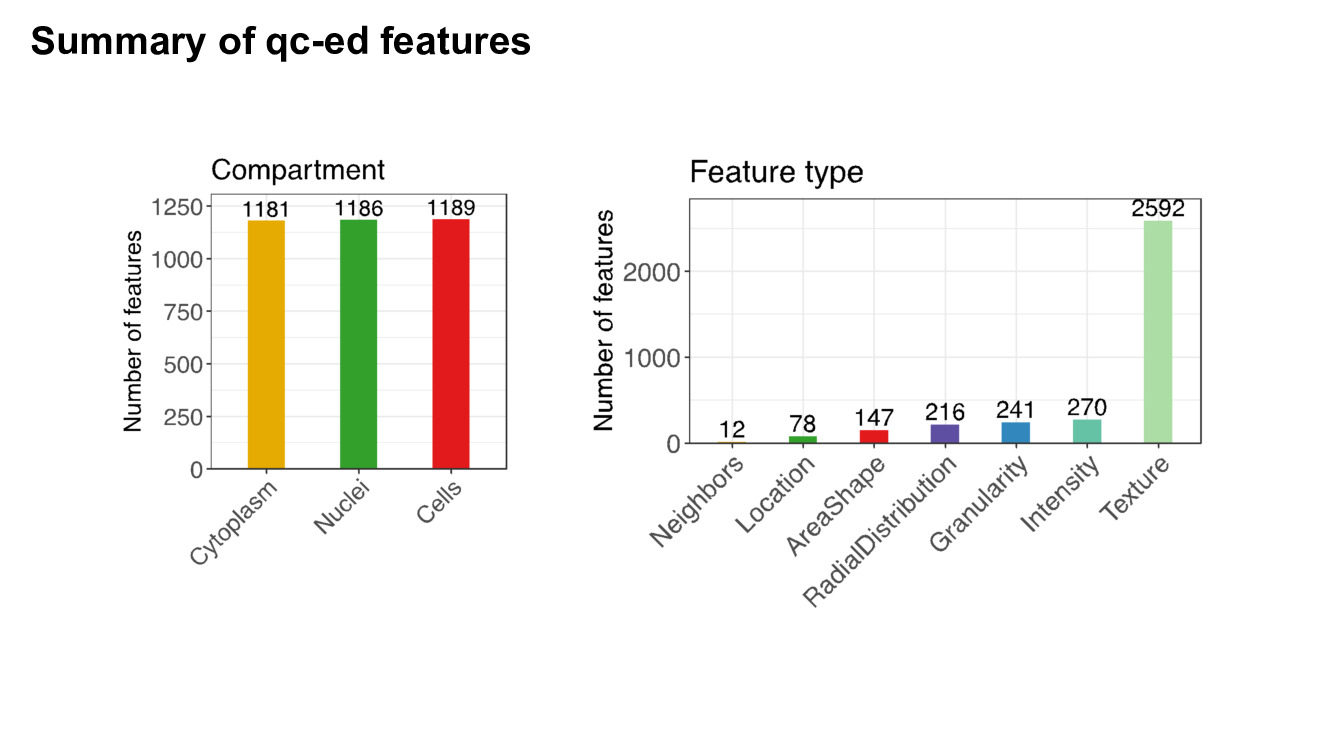 Summary of qc-ed features
Compartment
Number of features
1250
1000
750
500
250
0
1181
1186
1189
Cytoplasm
Nuclei
Cells
Feature type
Number of features
2000
1000
0
12
78
147
216
241
270
2592
Neighbors
Location
AreaShape
RadialDistribution
Granularity
Intensity
Texture